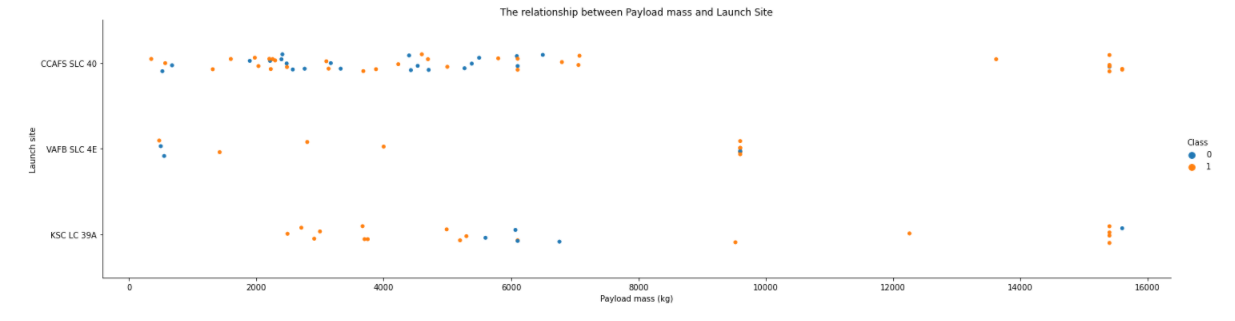 The relationship between Payload mass and Launch Site
CCAFS SLC 40
VAFB SLC 4E
KSC LC 39A
Launch site
Class
0
1
0 2000 4000 6000 8000 10000 12000 14000 16000
Payload mass (kg)